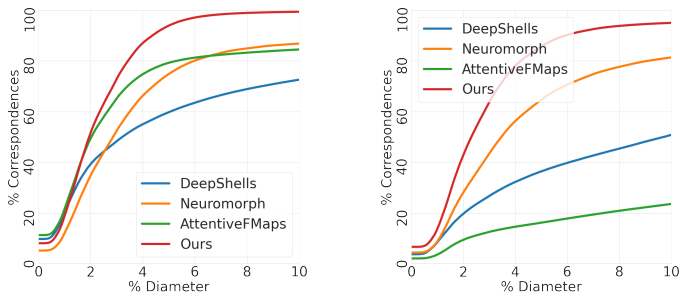 % Correspondences
100
80
60
40
20
0
DeepShells
Neuromorph
AttentiveFMaps
Ours
0 2 4 6 8 10
% Diameter
% Correspondences
100
80
60
40
20
0
DeepShells
Neuromorph
AttentiveFMaps
Ours
0 2 4 6 8 10
% Diameter